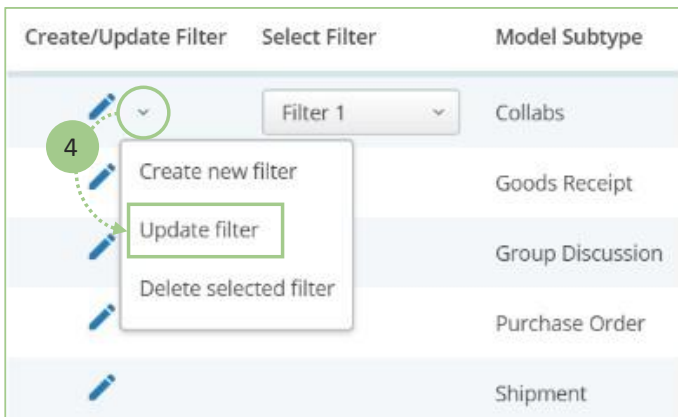 Create/Update Filter Select Filter Model Subtype
Filter 1 Collabs
4
Create new filter Goods Receipt
Update filter
Group Discussion
Delete selected filter
Purchase Order
Shipment